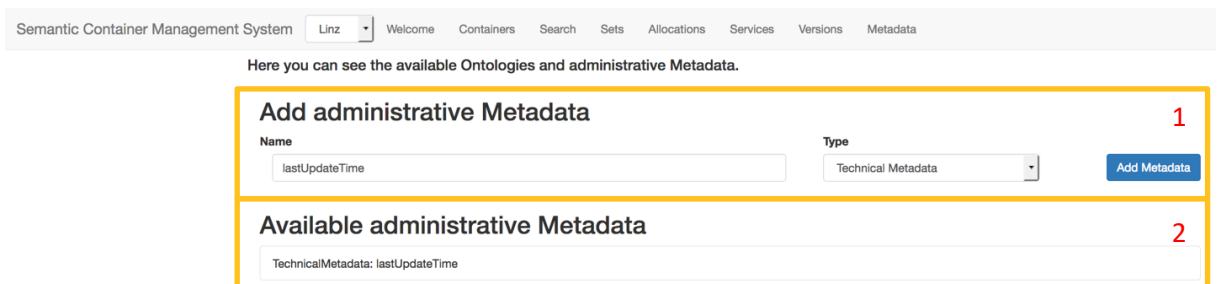 Semantic Container Management System Linz Welcome Containers Search Sets Allocations Services Versions Metadata
Here you can see the available Ontologies and administrative Metadata.
Add administrative Metadata 1
Name Type
lastUpdateTime Technical Metadata Add Metadata
Available administrative Metadata 2
TechnicalMetadata: lastUpdateTime